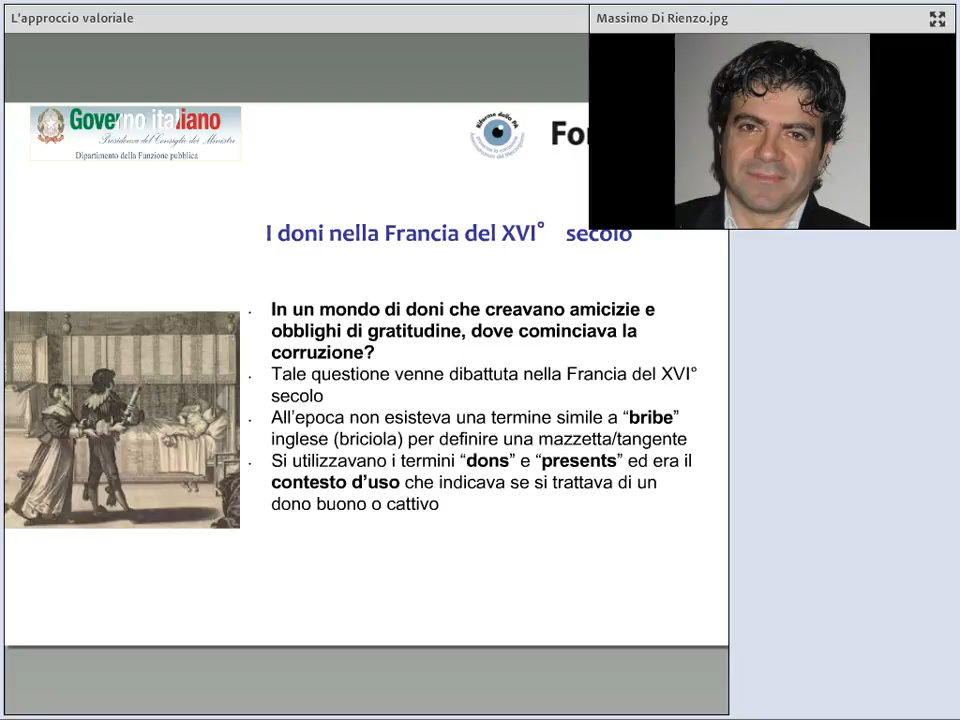 L'approccio valoriale
Massimo Di Rienzo.jpg
Governo italiano
Presidenza del Consiglio dei Ministri
Dipartimento della Funzione pubblica
Riforme della PA
For
I doni nella Francia del XVI° secolo
In un mondo di doni che creavano amicizie e
obblighi di gratitudine, dove cominciava la
corruzione?
Tale questione venne dibattuta nella Francia del XVI°
secolo
All'epoca non esisteva una termine simile a “bribe”
inglese (briciola) per definire una mazzetta/tangente
Si utilizzavano i termini “dons” e “presents” ed era il
contesto d'uso che indicava se si trattava di un
dono buono o cattivo